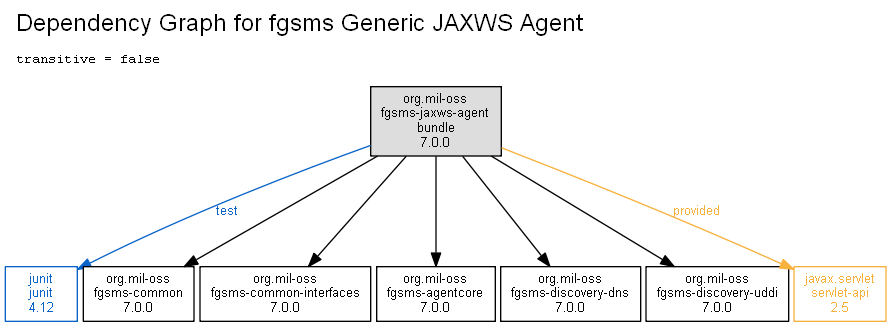 Dependency Graph for fgsms Generic JAXWS Agent
transitive = false
org.mil-oss
fgsms-jaxws-agent
bundle
7.0.0
test
provided
junit
junit
4.12
org.mil-oss
fgsms-common
7.0.0
org.mil-oss
fgsms-common-interfaces
7.0.0
org.mil-oss
fgsms-agentcore
7.0.0
org.mil-oss
fgsms-discovery-dns
7.0.0
org.mil-oss
fgsms-discovery-uddi
7.0.0
javax.servlet
servlet-api
2.5